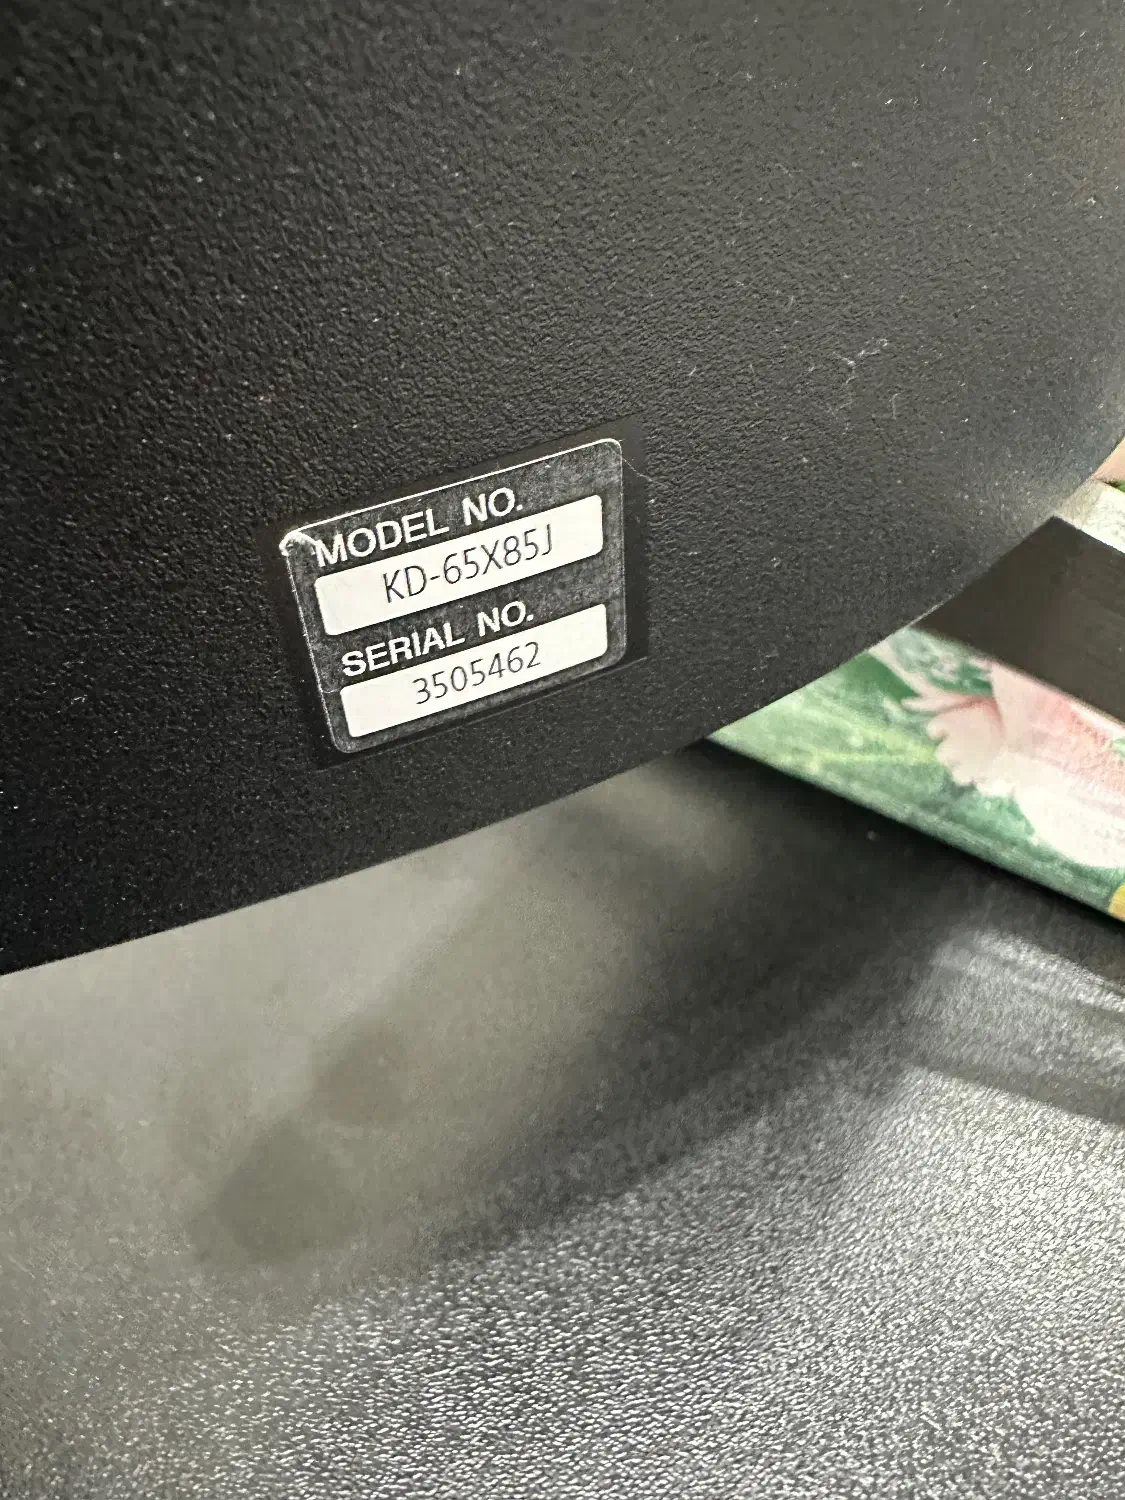 MODEL NO.
KD-65X85J
SERIAL NO.
3505462